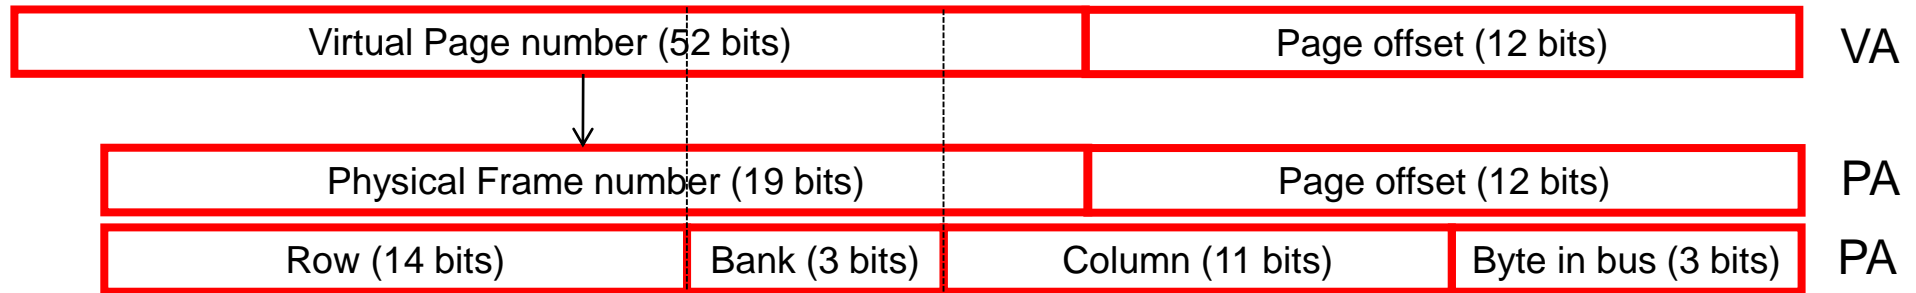 Virtual Page number (52 bits) Page offset (12 bits) VA
Physical Frame number (19 bits) Page offset (12 bits) PA
Row (14 bits) Bank (3 bits) Column (11 bits) Byte in bus (3 bits) PA